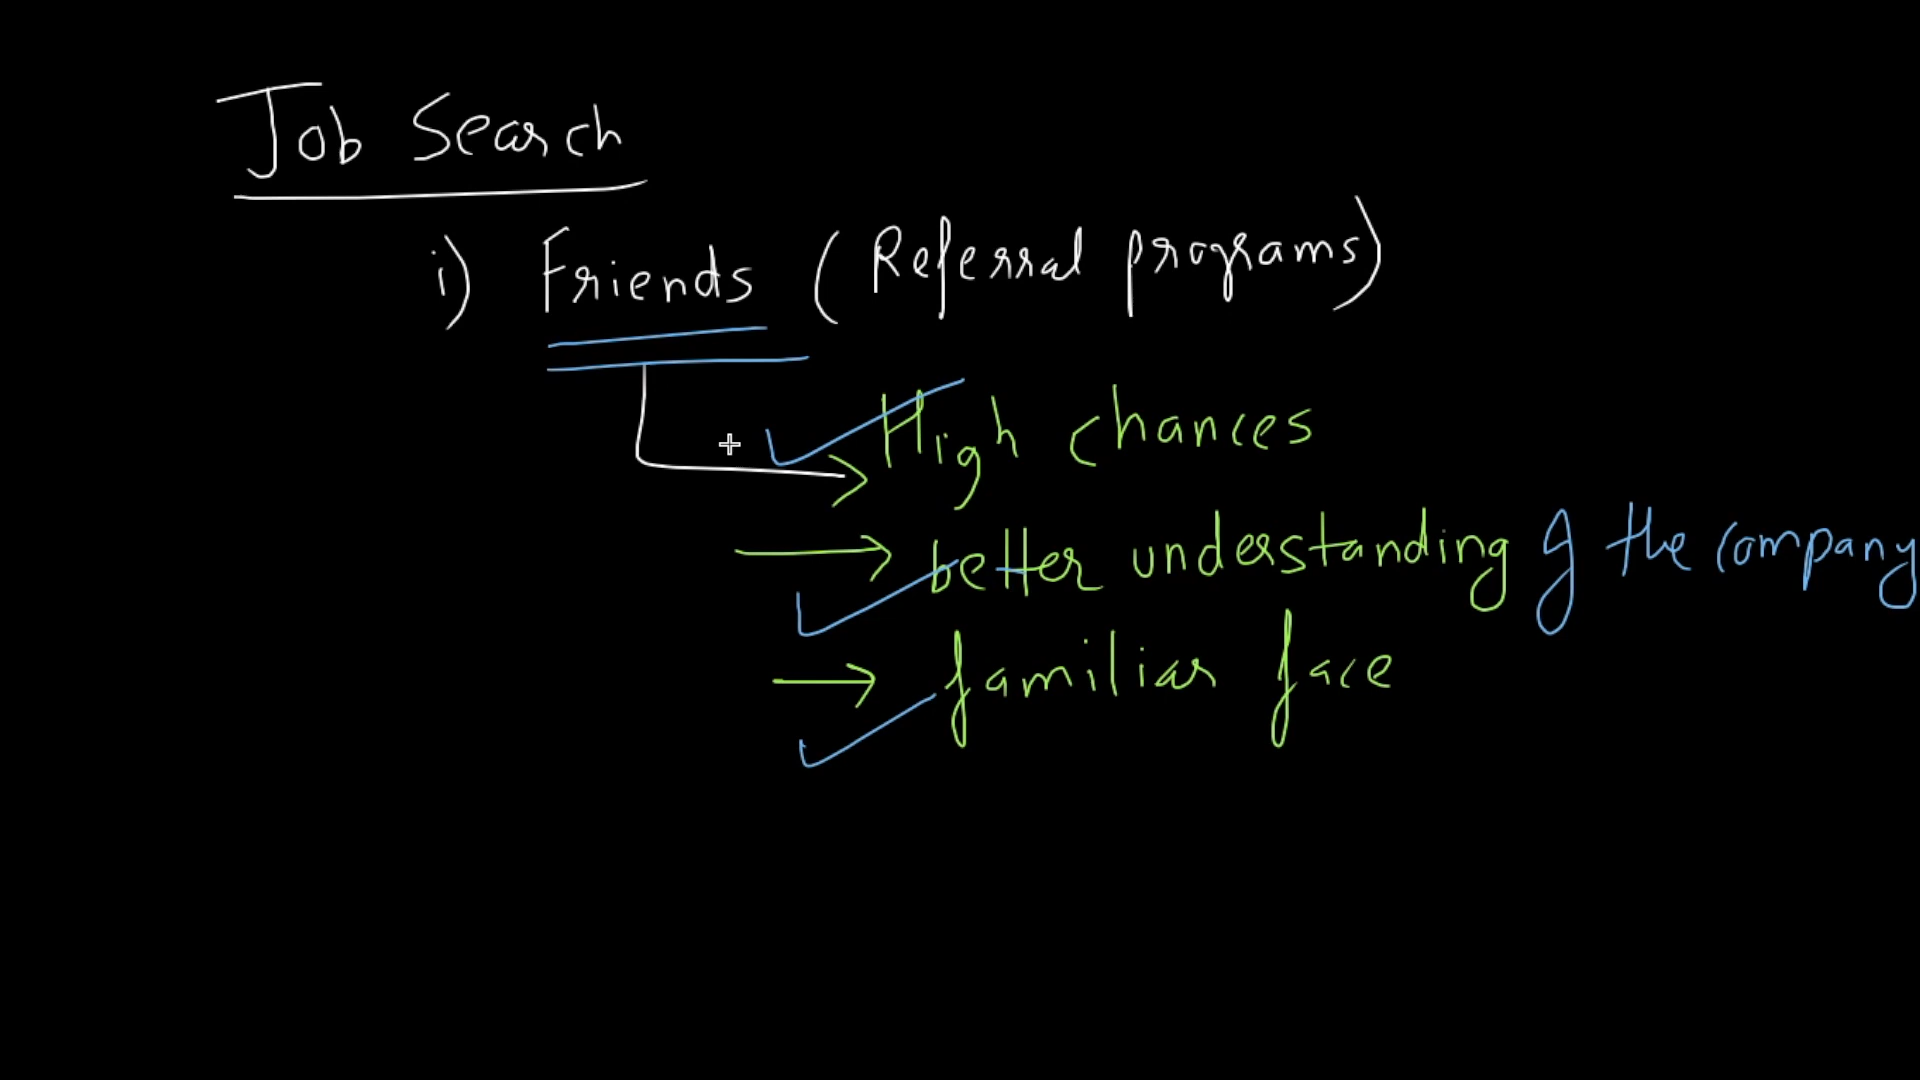 Job Search
i) Friends (Referral programs)
High chances
better understanding of the company
familiar face